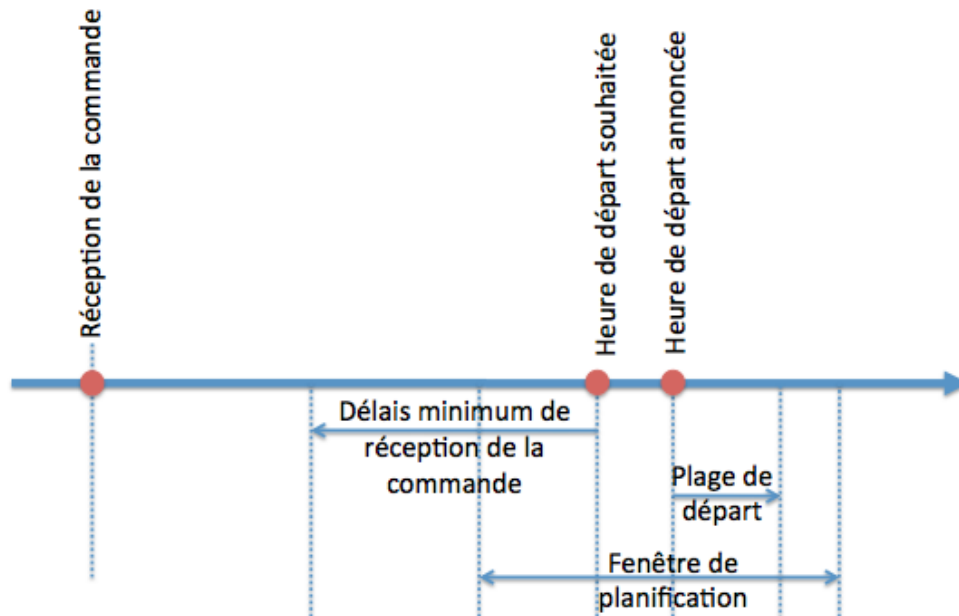 Réception de la commande
Heure de départ souhaitée
Heure de départ annoncée
Délais minimum de
réception de la
commande
Plage de
départ
Fenêtre de
planification